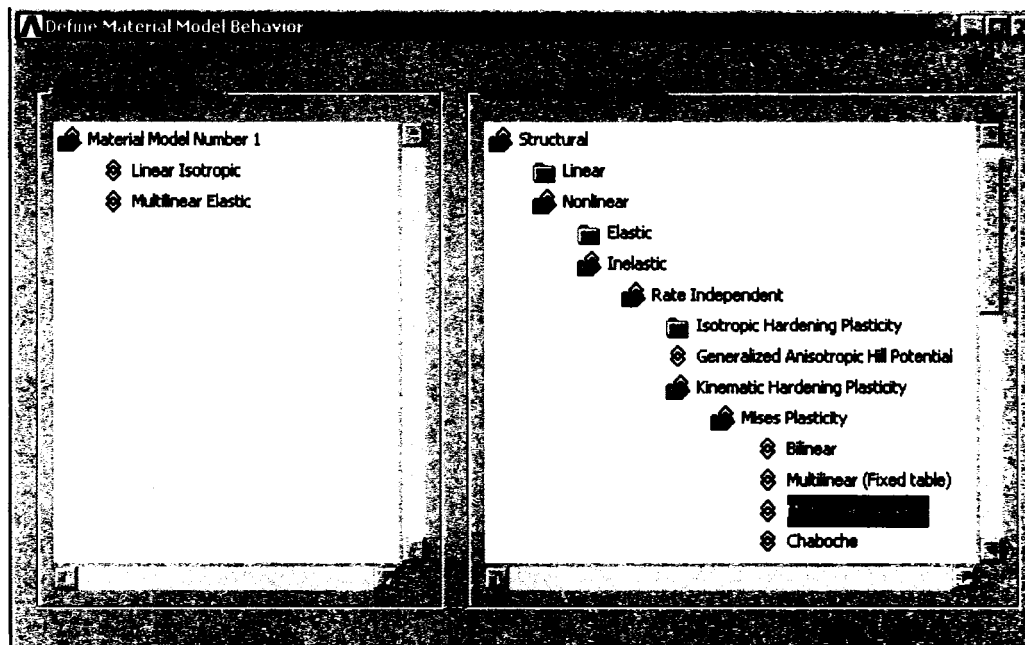 Define Material Model Behavior
Material Model Number 1
Linear Isotropic
Multilinear Elastic
Structural
Linear
Nonlinear
Elastic
Inelastic
Rate Independent
Isotropic Hardening Plasticity
Generalized Anisotropic Hill Potential
Kinematic Hardening Plasticity
Mises Plasticity
Bilinear
Multilinear (Fixed table)
Chaboche